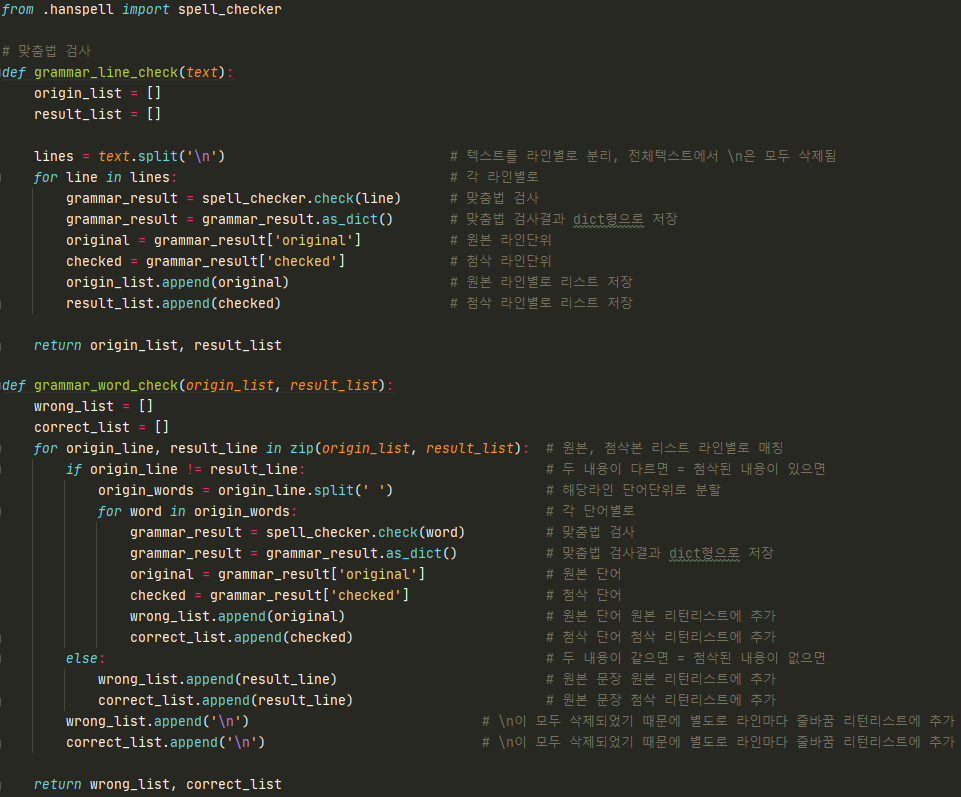 from .hanspell import spell_checker
# 맞춤법 검사
def grammar_line_check(text):
    origin_list = []
    result_list = []
    lines = text.split('\n')                            # 텍스트를 라인별로 분리, 전체텍스트에서 \n은 모두 삭제됨
    for line in lines:                                  # 각 라인별로
        grammar_result = spell_checker.check(line)      # 맞춤법 검사
        grammar_result = grammar_result.as_dict()       # 맞춤법 검사결과 dict형으로 저장
        original = grammar_result['original']           # 원본 라인단위
        checked = grammar_result['checked']             # 첨삭 라인단위
        origin_list.append(original)                    # 원본 라인별로 리스트 저장
        result_list.append(checked)                     # 첨삭 라인별로 리스트 저장
    return origin_list, result_list
def grammar_word_check(origin_list, result_list):
    wrong_list = []
    correct_list = []
    for origin_line, result_line in zip(origin_list, result_list):  # 원본, 첨삭본 리스트 라인별로 매칭
        if origin_line != result_line:                              # 두 내용이 다르면 = 첨삭된 내용이 있으면
            origin_words = origin_line.split(' ')                   # 해당라인 단어단위로 분할
            for word in origin_words:                               # 각 단어별로
                grammar_result = spell_checker.check(word)          # 맞춤법 검사
                grammar_result = grammar_result.as_dict()           # 맞춤법 검사결과 dict형으로 저장
                original = grammar_result['original']               # 원본 단어
                checked = grammar_result['checked']                 # 첨삭 단어
                wrong_list.append(original)                         # 원본 단어 원본 리턴리스트에 추가
                correct_list.append(checked)                        # 첨삭 단어 첨삭 리턴리스트에 추가
        else:                                                       # 두 내용이 같으면 = 첨삭된 내용이 없으면
            wrong_list.append(result_line)                          # 원본 문장 원본 리턴리스트에 추가
            correct_list.append(result_line)                        # 원본 문장 첨삭 리턴리스트에 추가
        wrong_list.append('\n')                             # \n이 모두 삭제되었기 때문에 별도로 라인마다 줄바꿈 리턴리스트에 추가
        correct_list.append('\n')                           # \n이 모두 삭제되었기 때문에 별도로 라인마다 줄바꿈 리턴리스트에 추가
    return wrong_list, correct_list